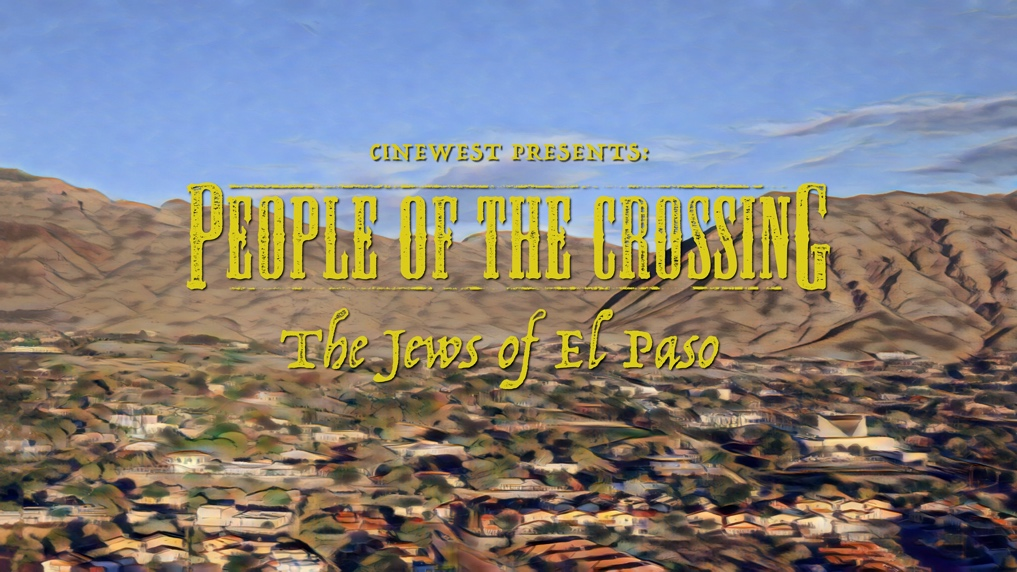 CINEWEST PRESENTS:
PEOPLE OF THE CROSSING
The Jews of El Paso